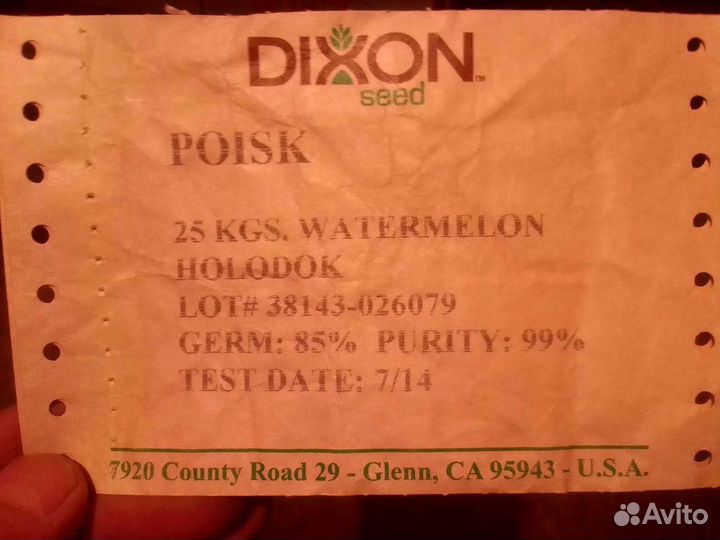 DIXON™
seed
POISK
25 KGS. WATERMELON
HOLODOK
LOT# 38143-026079
GERM: 85% PURITY: 99%
TEST DATE: 7/14
7920 County Road 29 - Glenn, CA 95943 - U.S.A.
Avito